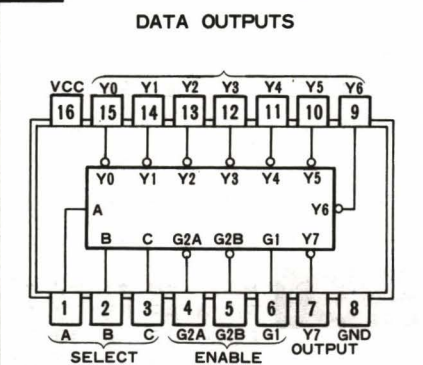 DATA OUTPUTS
VCC Y0 Y1 Y2 Y3 Y4 Y5 Y6
16 15 14 13 12 11 10 9
Y0 Y1 Y2 Y3 Y4 Y5
A Y6
B C G2A G2B G1 Y7
1 2 3 4 5 6 7 8
A B C G2A G2B G1 Y7 GND
SELECT ENABLE OUTPUT